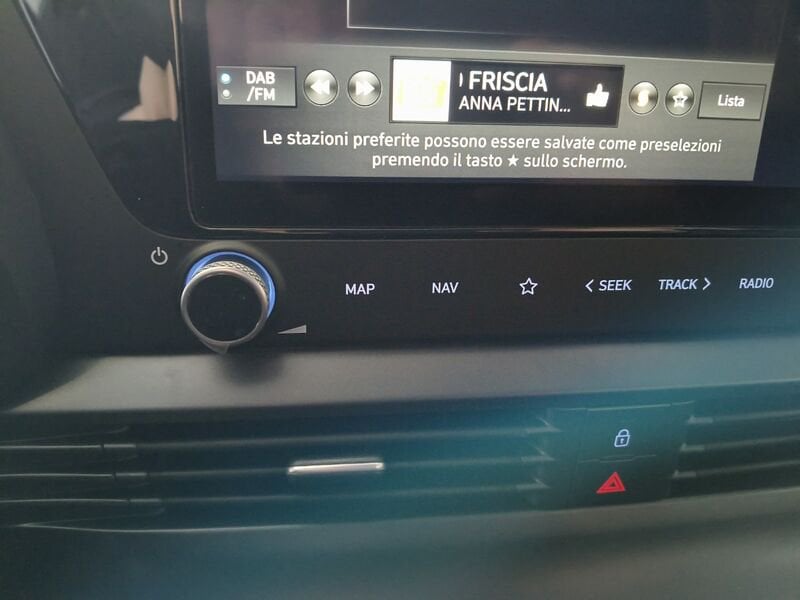 DAB
/FM
FRISCIA
ANNA PETTIN...
Lista
Le stazioni preferite possono essere salvate come preselezioni
premendo il tasto ★ sullo schermo.
MAP
NAV
☆
< SEEK
TRACK >
RADIO